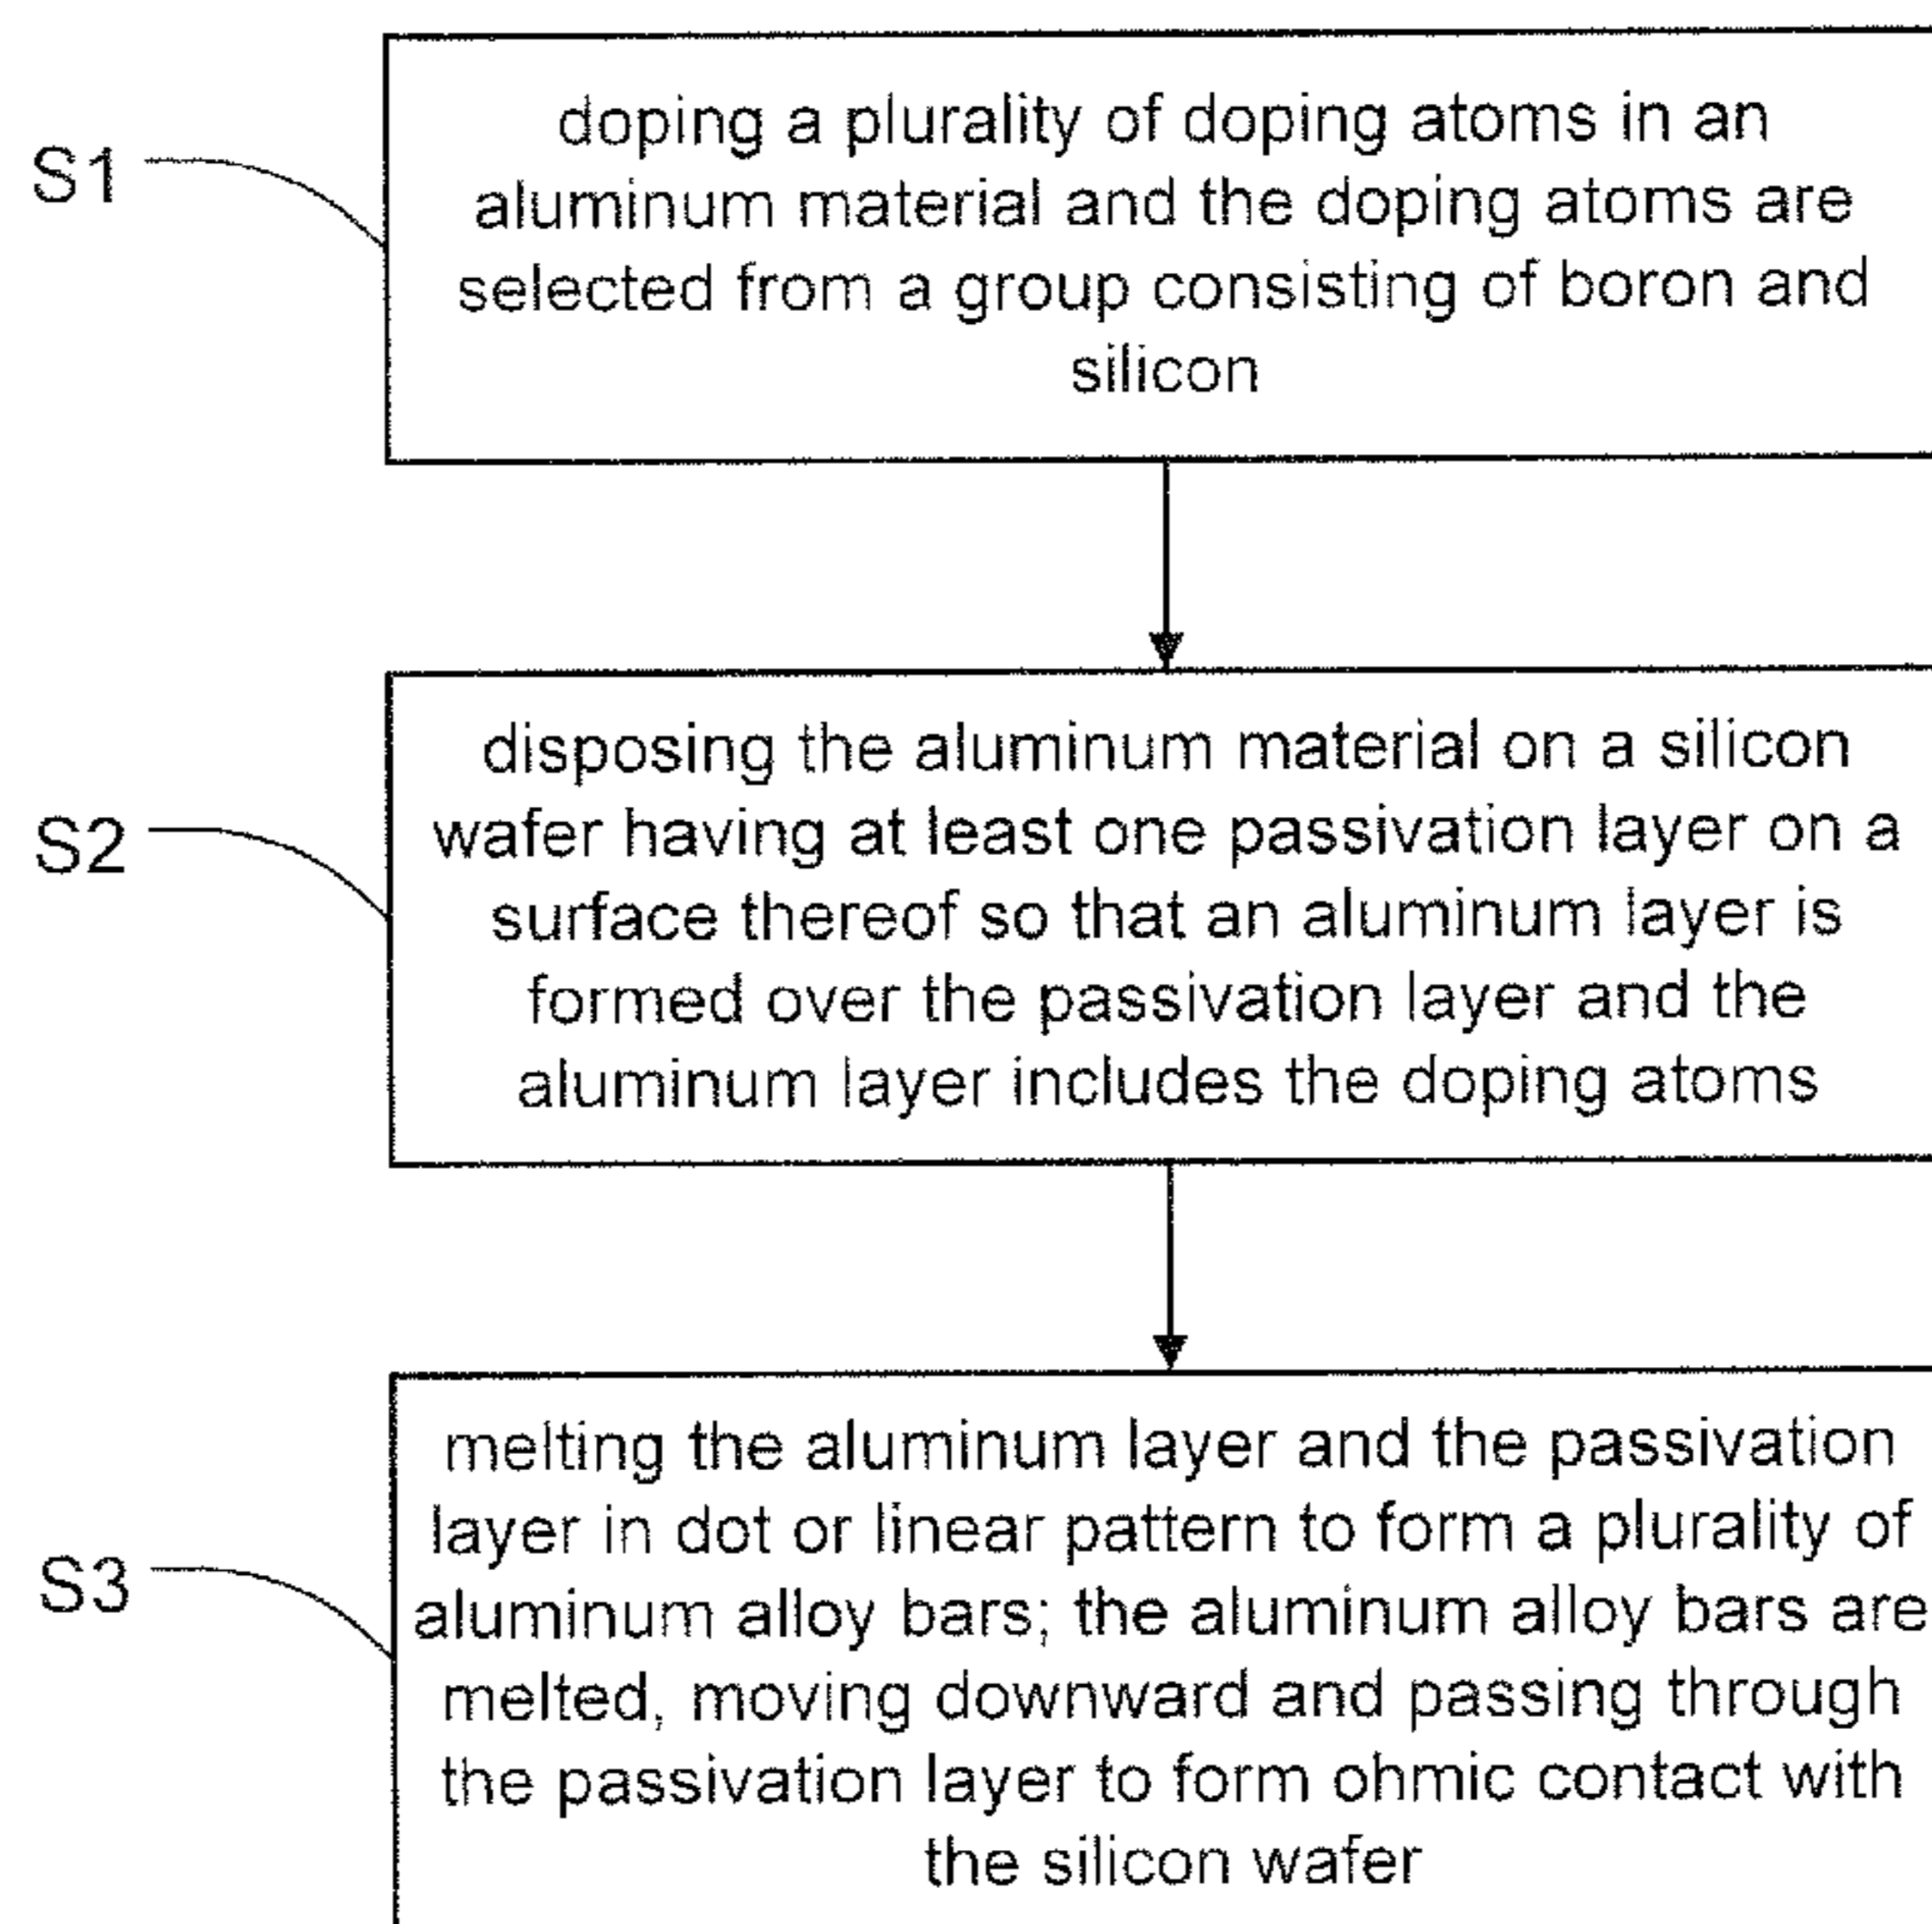 S1
doping a plurality of doping atoms in an
aluminum material and the doping atoms are
selected from a group consisting of boron and
silicon
S2
disposing the aluminum material on a silicon
wafer having at least one passivation layer on a
surface thereof so that an aluminum layer is
formed over the passivation layer and the
aluminum layer includes the doping atoms
S3
melting the aluminum layer and the passivation
layer in dot or linear pattern to form a plurality of
aluminum alloy bars; the aluminum alloy bars are
melted, moving downward and passing through
the passivation layer to form ohmic contact with
the silicon wafer